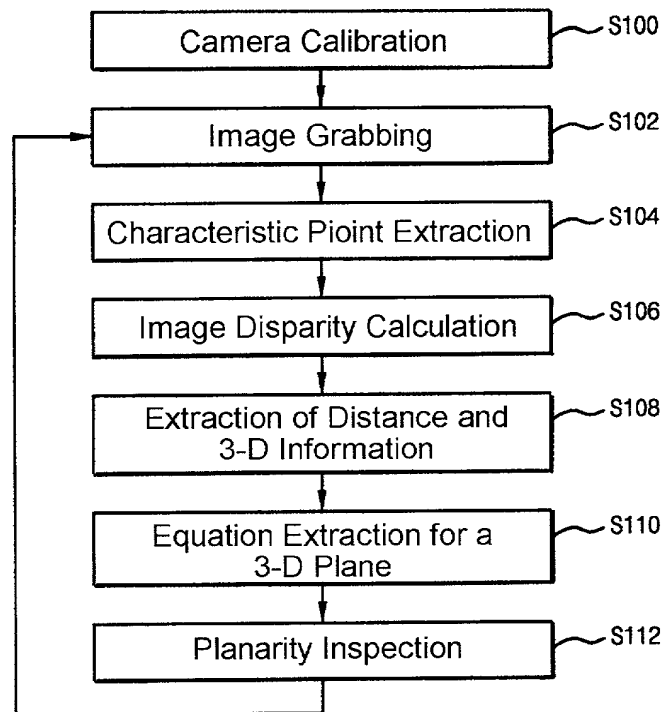 Camera Calibration
S100
Image Grabbing
S102
Characteristic Pioint Extraction
S104
Image Disparity Calculation
S106
Extraction of Distance and
3-D Information
S108
Equation Extraction for a
3-D Plane
S110
Planarity Inspection
S112